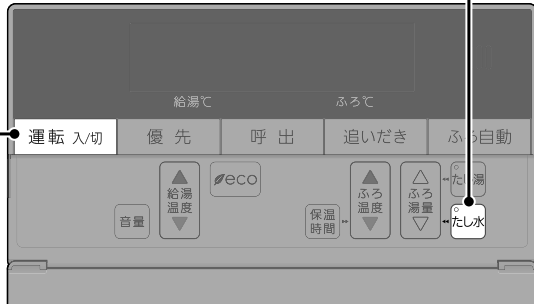 給湯℃ ふろ℃
運転 入/切 優先 呼出 追いだき ふろ自動
給湯
温度
eco
音量
保温
時間
ふろ
温度
ふろ
湯量
たし湯
たし水